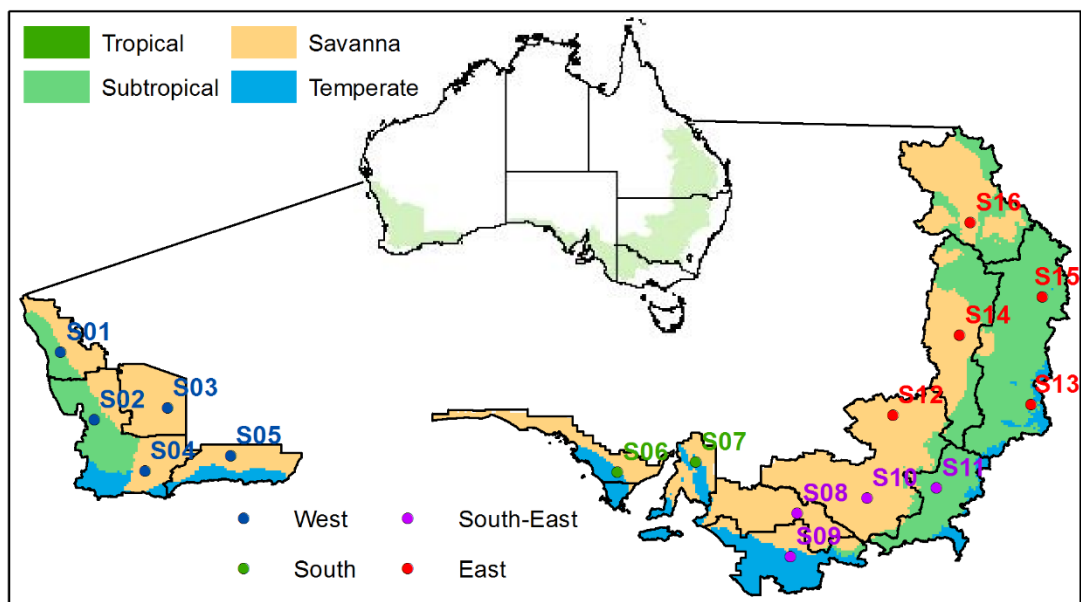 Tropical Savanna
Subtropical Temperate
S16
S15
S01
S14
S03
S02
S13
S12
S05
S07
S04
S06
S11
S10
S08
West South-East
S09
South East